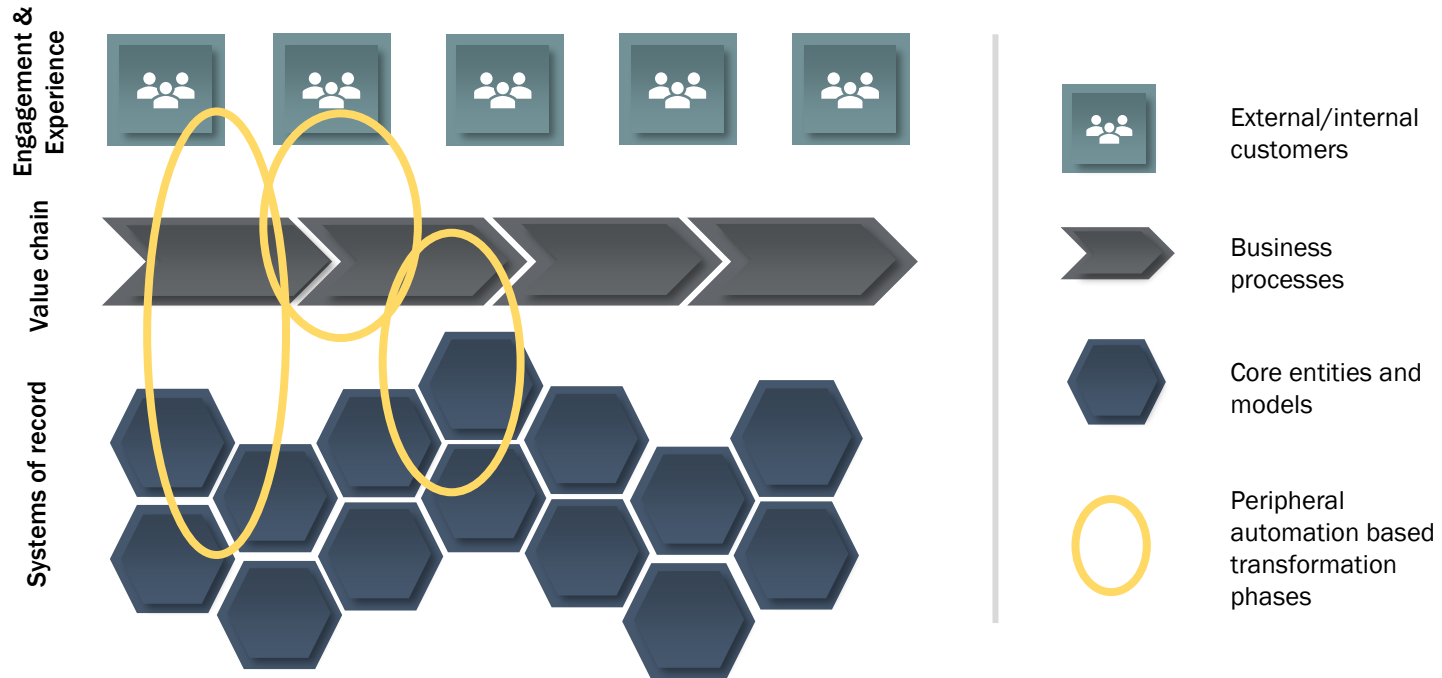 Engagement &
Experience
Value chain
Systems of record
External/internal
customers
Business
processes
Core entities and
models
Peripheral
automation based
transformation
phases